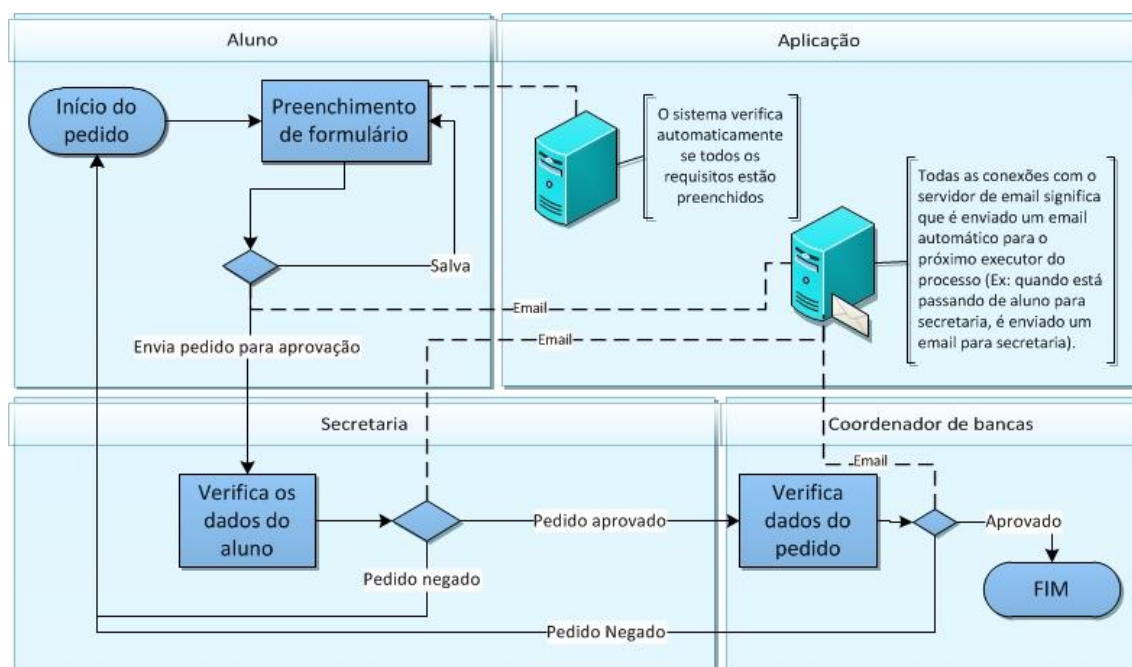 Aluno
Aplicação
Início do
pedido
Preenchimento
de formulário
O sistema verifica
automaticamente
se todos os
requisitos estão
preenchidos
Todas as conexões com o
servidor de email significa
que é enviado um email
automático para o
próximo executor do
processo (Ex: quando está
passando de aluno para
secretaria, é enviado um
email para secretaria).
Salva
Email
Envia pedido para aprovação
Email
Secretaria
Coordenador de bancas
Email
Verifica os
dados do
aluno
Pedido aprovado
Verifica
dados do
pedido
Aprovado
Pedido negado
FIM
Pedido Negado